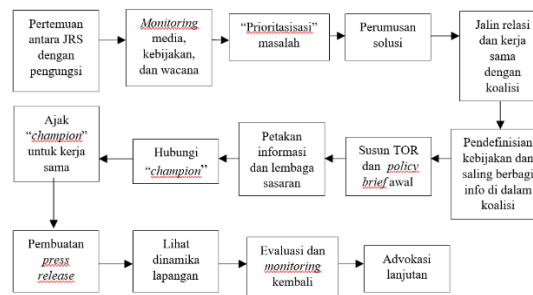 Pertemuan
antara JRS
dengan
pengungsi
Monitoring
media,
kebijakan,
dan wacana
“Prioritasisasi”
masalah
Perumusan
solusi
Jalin relasi
dan kerja
sama
dengan
koalisi
Pendefinisian
kebijakan dan
saling berbagi
info di dalam
koalisi
Susun TOR
dan policy
brief awal
Petakan
informasi
dan lembaga
sasaran
Hubungi
“champion”
Ajak
“champion”
untuk kerja
sama
Pembuatan
press
release
Lihat
dinamika
lapangan
Evaluasi dan
monitoring
kembali
Advokasi
lanjutan